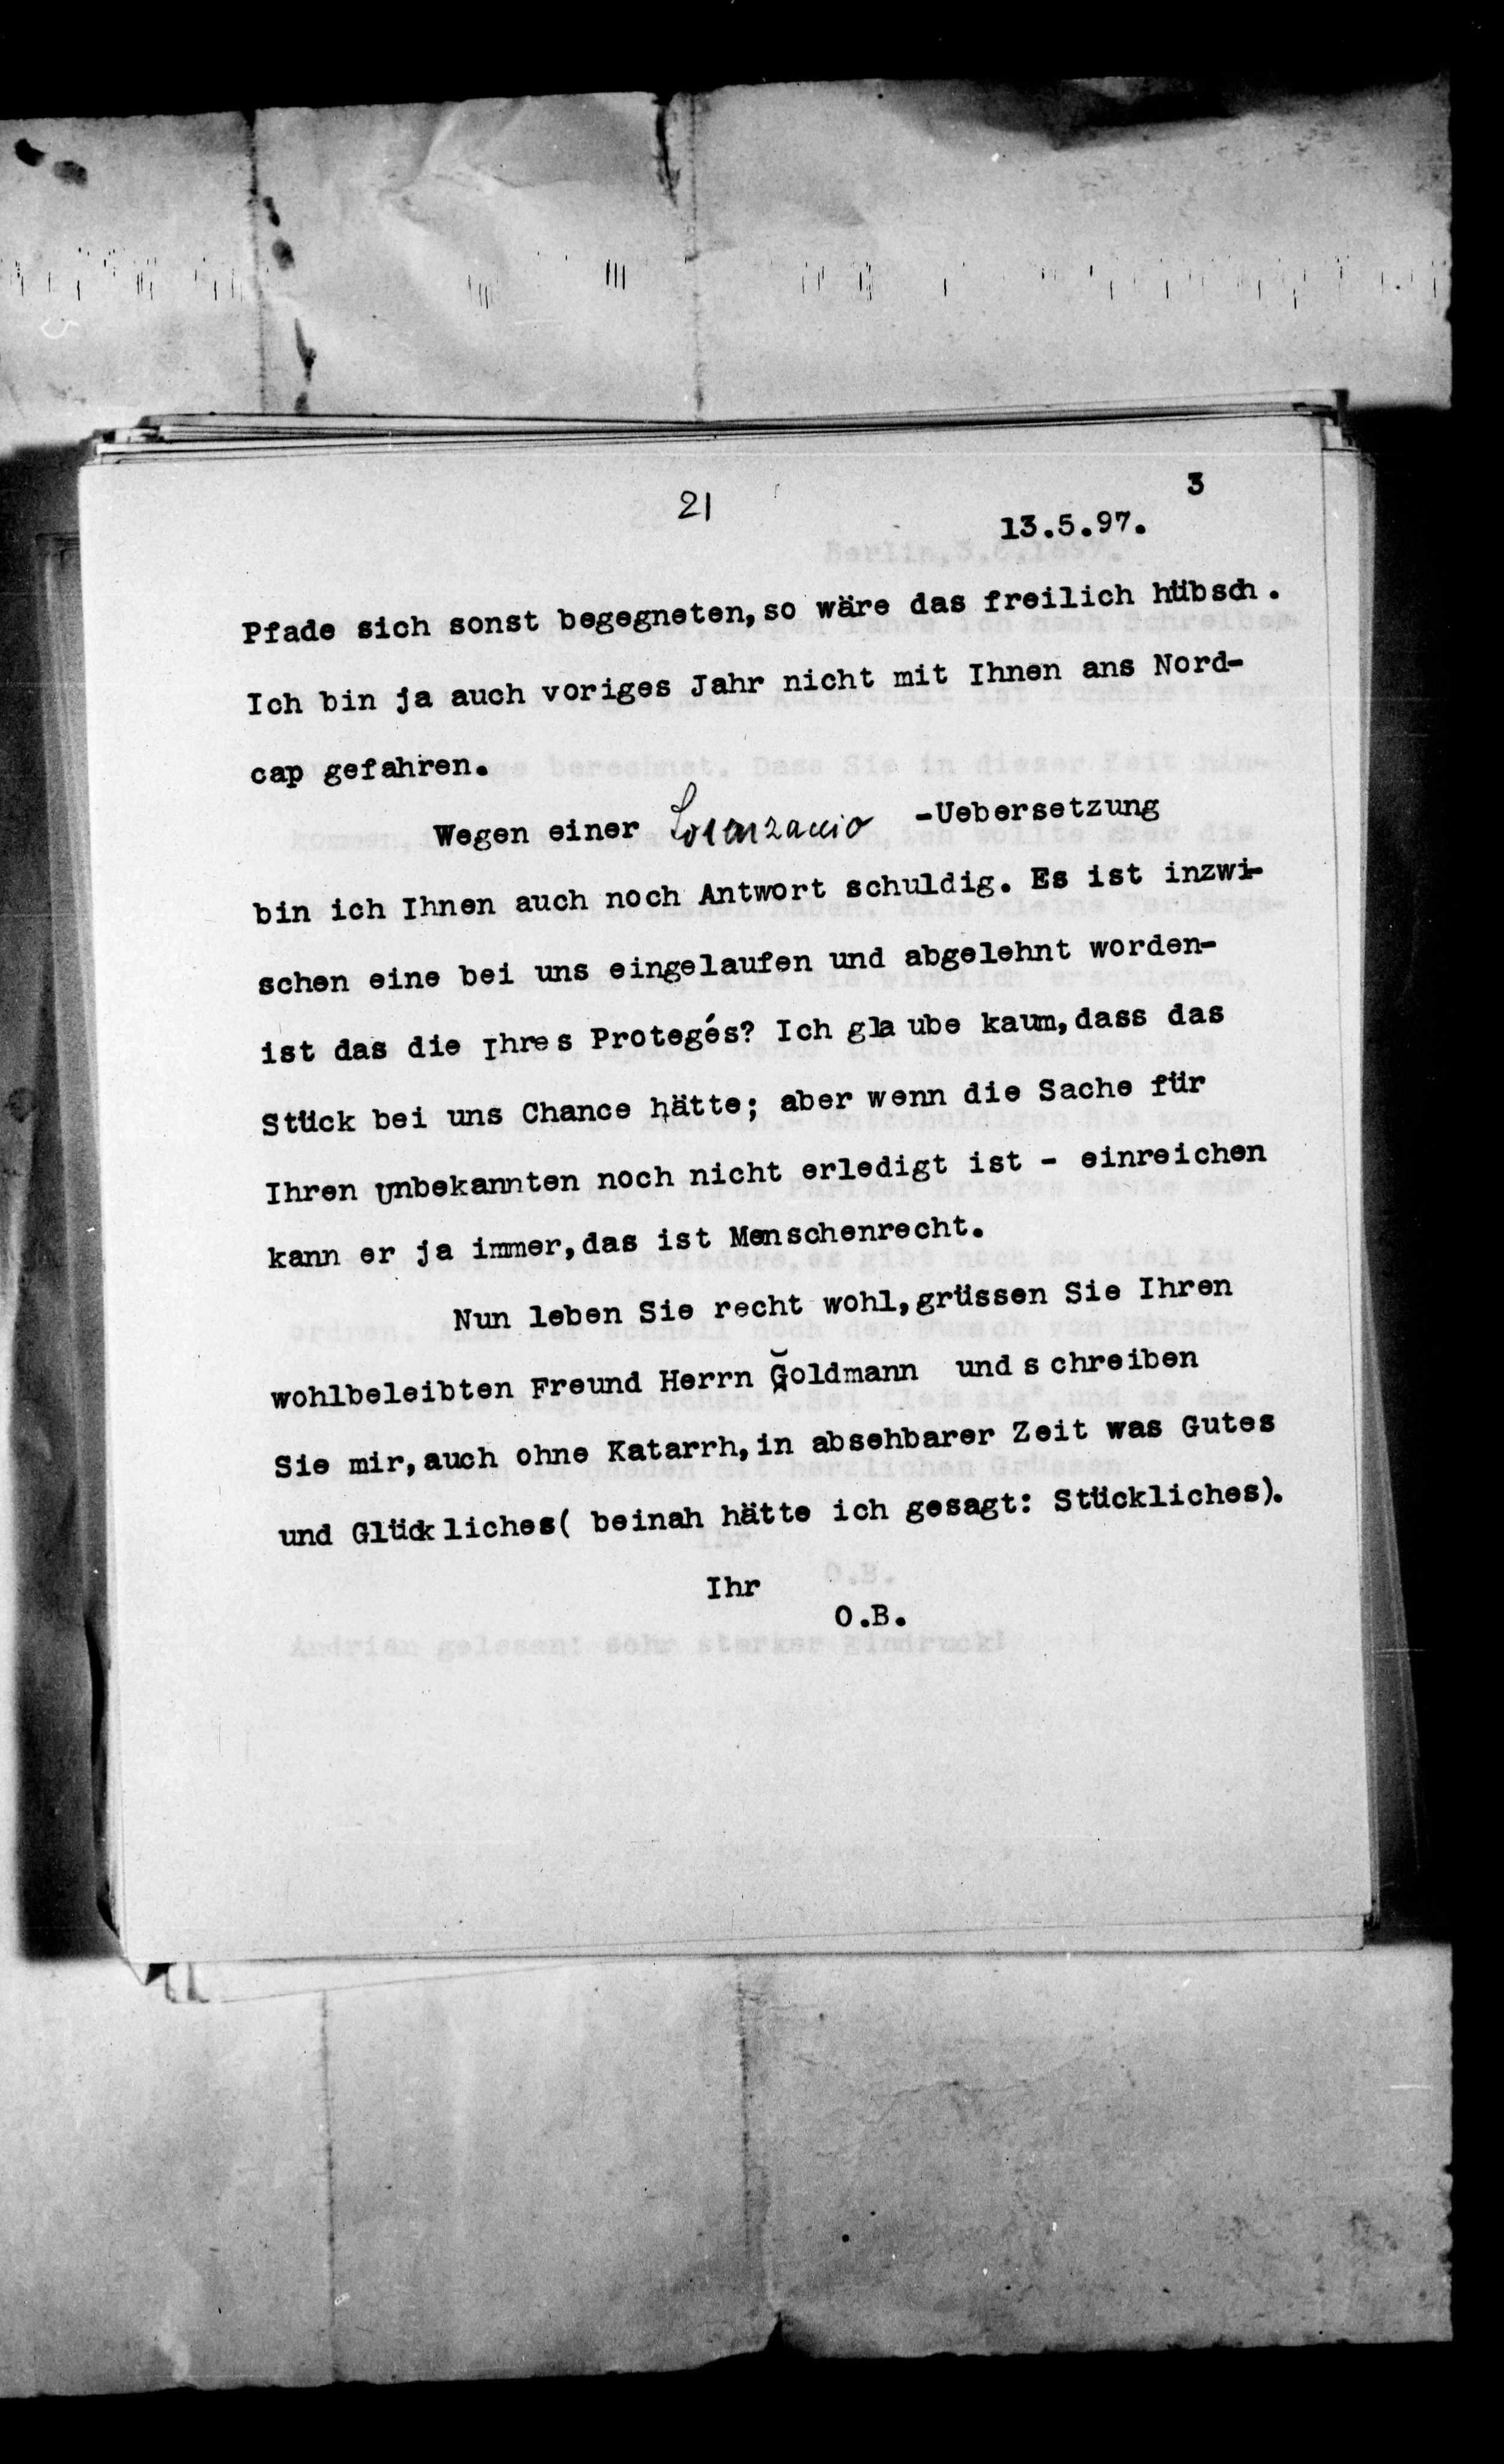 3
21
13.5.97.
Pfade sich sonst begegneten, so wäre das freilich hübsch.
Ich bin ja auch voriges Jahr nicht mit Ihnen ans Nord-
cap gefahren.
Wegen einer Lorenzaccio -Uebersetzung
bin ich Ihnen auch noch Antwort schuldig. Es ist inzwi-
schen eine bei uns eingelaufen und abgelehnt worden-
ist das die Ihres Protegés? Ich glaube kaum, dass das
Stück bei uns Chance hätte; aber wenn die Sache für
Ihren Unbekannten noch nicht erledigt ist - einreichen
kann er ja immer, das ist Menschenrecht.
Nun leben Sie recht wohl, grüssen Sie Ihren
wohlbeleibten Freund Herrn Goldmann und schreiben
Sie mir, auch ohne Katarrh, in absehbarer Zeit was Gutes
und Glückliches( beinah hätte ich gesagt: Stückliches).
Ihr
O.B.